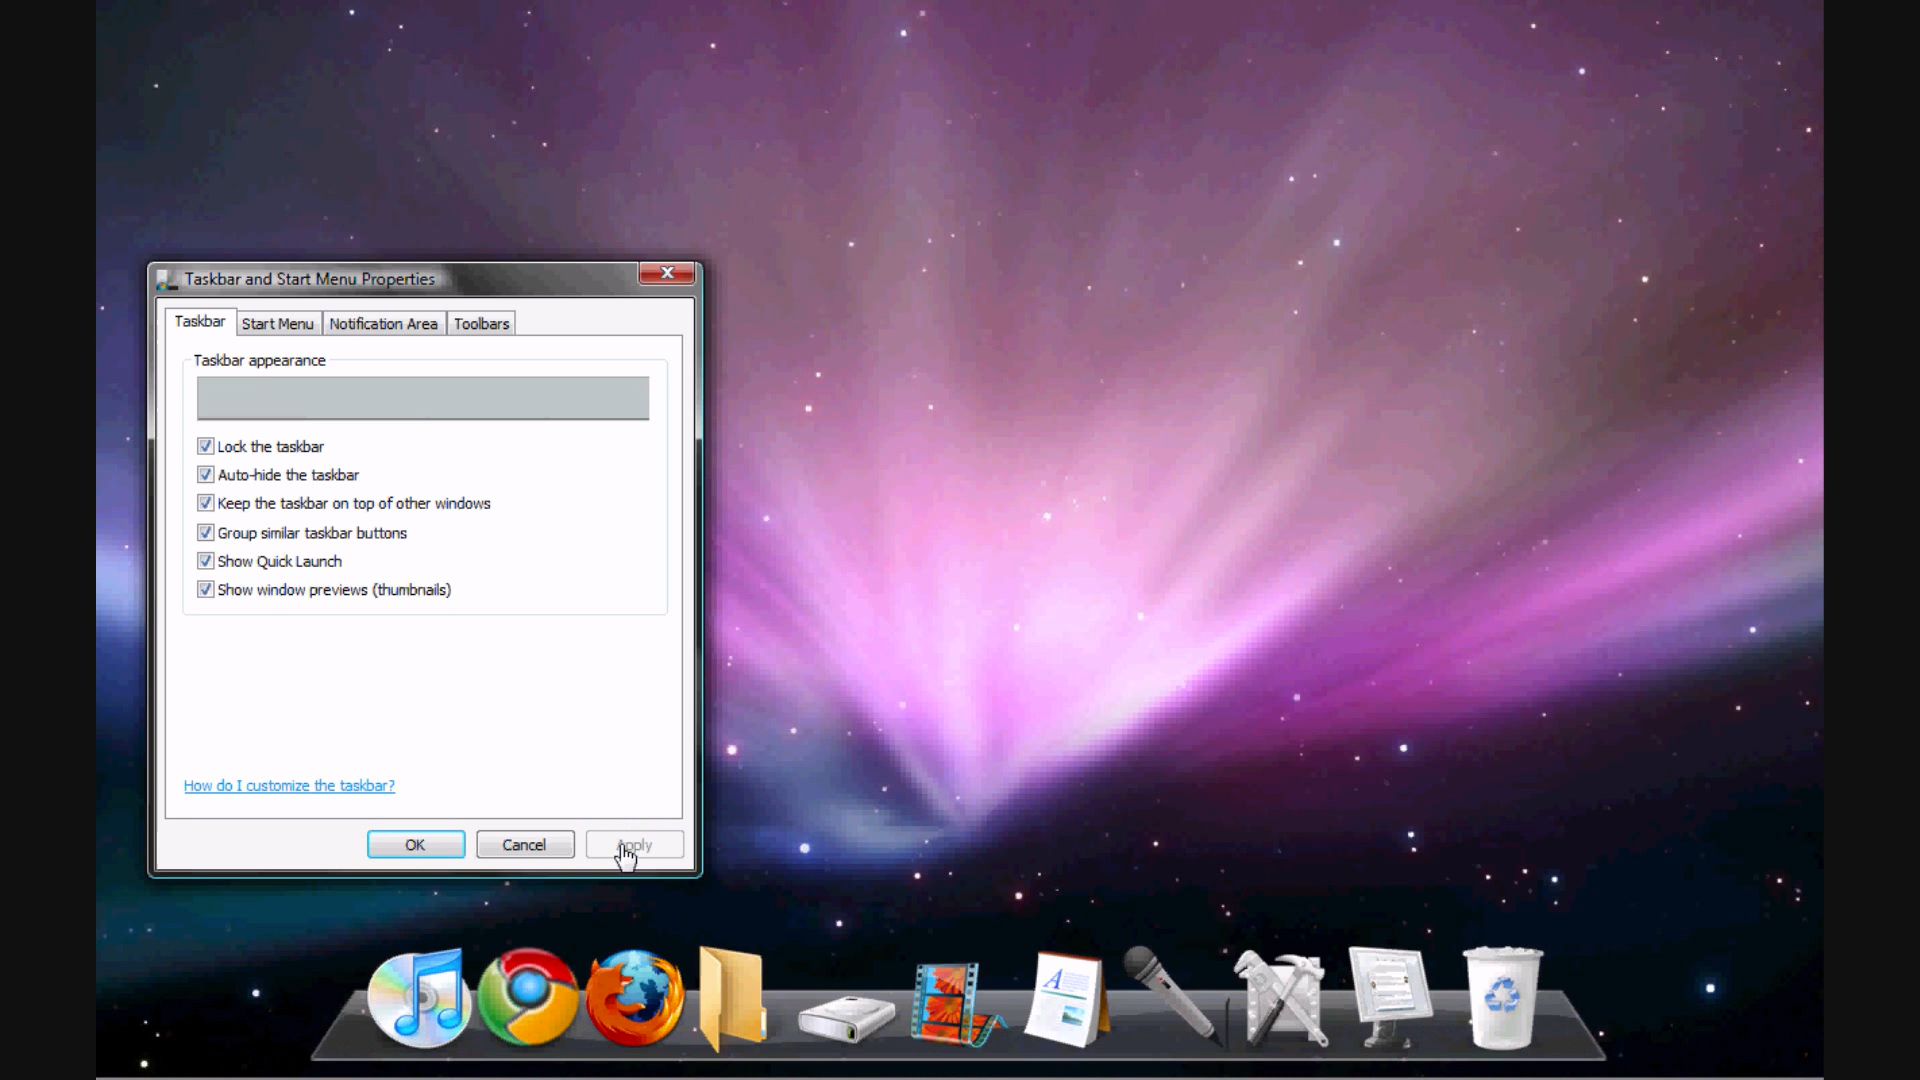 Taskbar and Start Menu Properties
Taskbar
Start Menu
Notification Area
Toolbars
Taskbar appearance
Lock the taskbar
Auto-hide the taskbar
Keep the taskbar on top of other windows
Group similar taskbar buttons
Show Quick Launch
Show window previews (thumbnails)
How do I customize the taskbar?
OK
Cancel
Apply
A